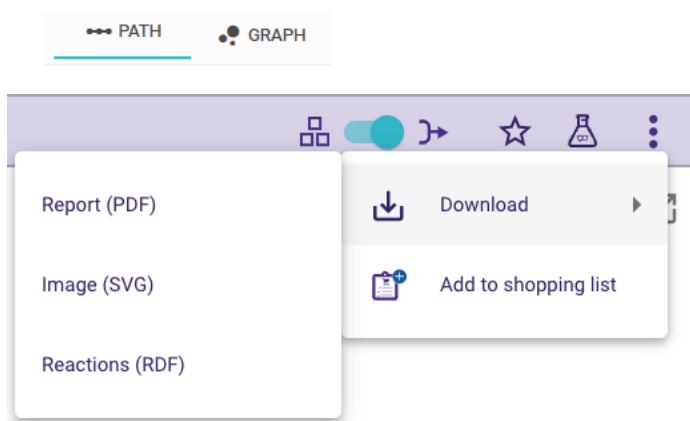 PATH
GRAPH
Report (PDF)
Download
Image (SVG)
Add to shopping list
Reactions (RDF)